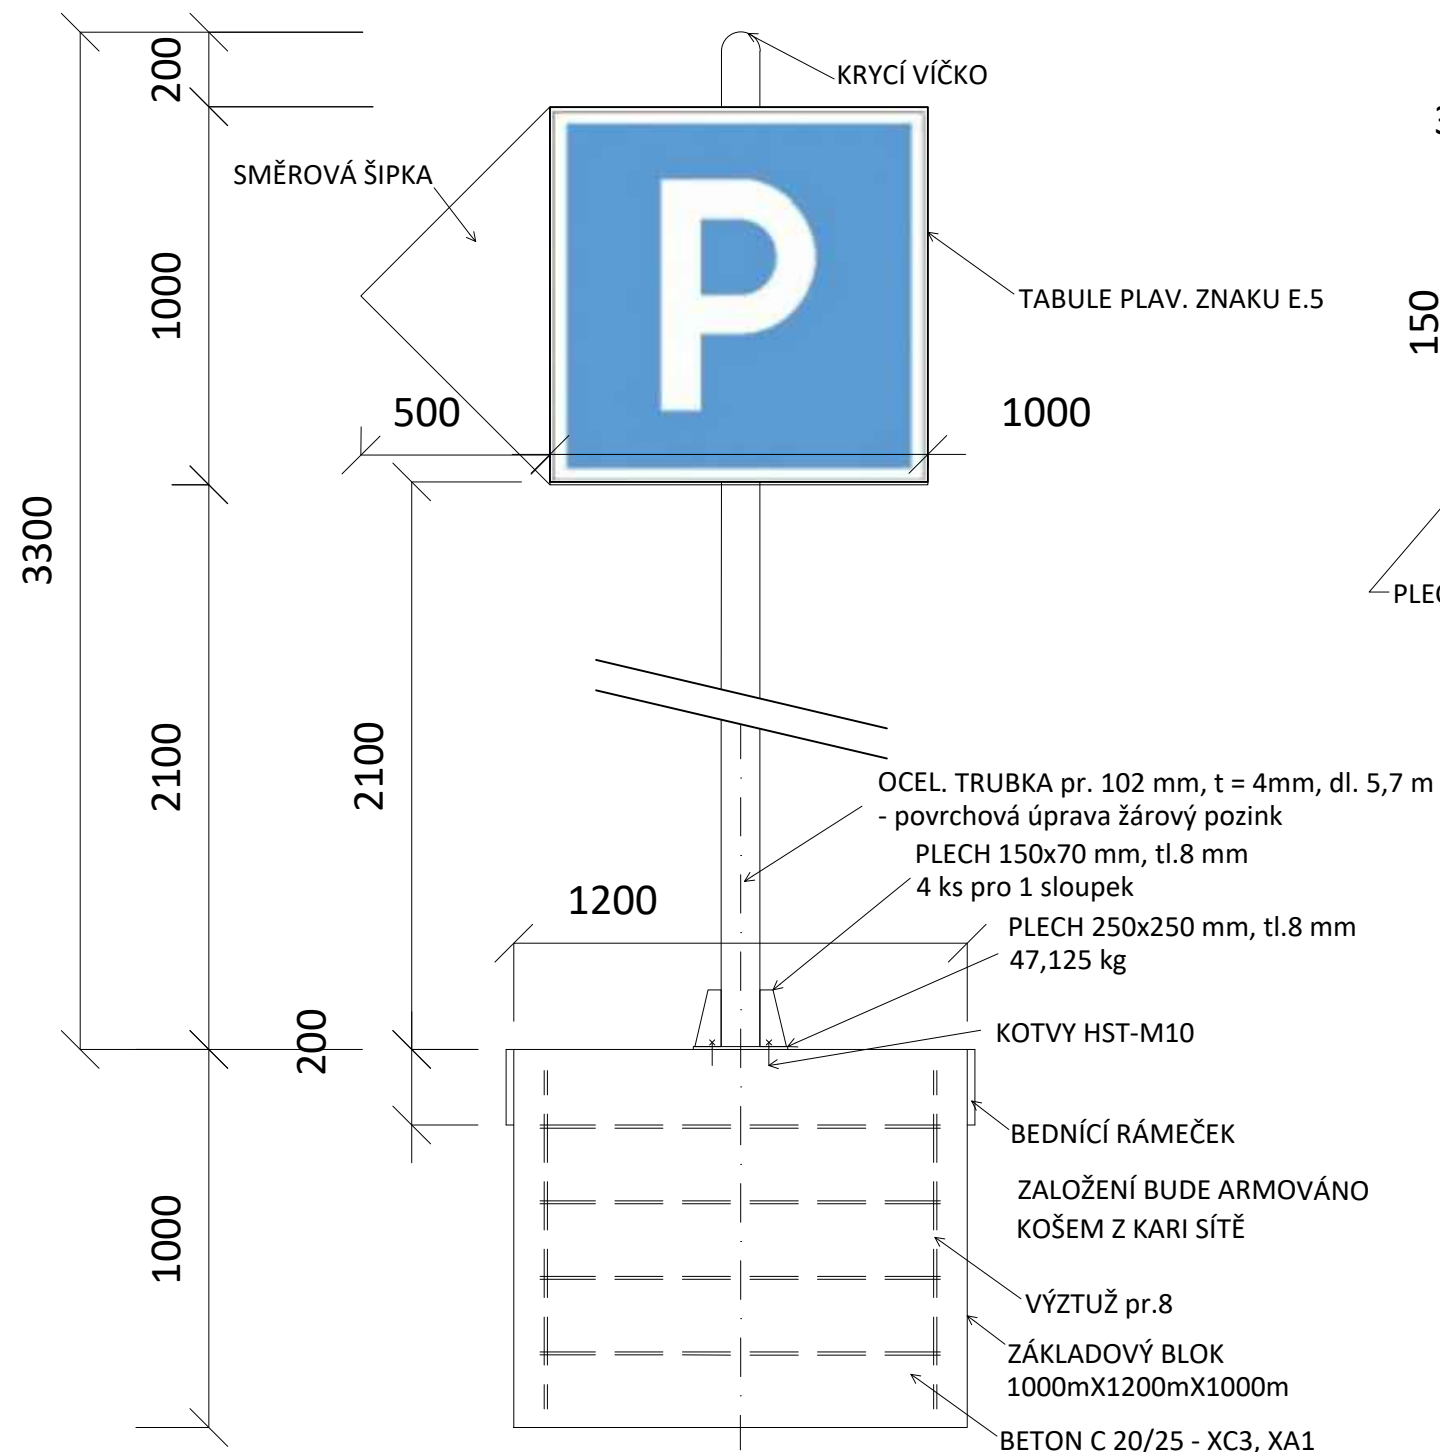 200
KRYCÍ VÍČKO
SMĚROVÁ ŠIPKA
P
1000
TABULE PLAV. ZNAKU E.5
150
500
1000
3300
PLEC
2100
2100
OCEL. TRUBKA pr. 102 mm, t = 4mm, dl. 5,7 m
- povrchová úprava žárový pozink
PLECH 150x70 mm, tl.8 mm
4 ks pro 1 sloupek
1200
PLECH 250x250 mm, tl.8 mm
47,125 kg
200
KOTVY HST-M10
BEDNÍCÍ RÁMEČEK
ZALOŽENÍ BUDE ARMOVÁNO
KOŠEM Z KARI SÍTĚ
1000
VÝZTUŽ pr.8
ZÁKLADOVÝ BLOK
1000mX1200mX1000m
BETON C 20/25 - XC3, XA1